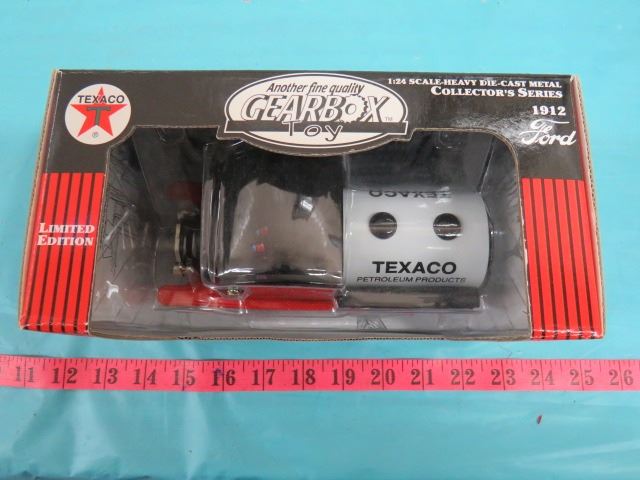 TEXACO
T
®
Another fine quality
GEARBOX
Toy
TM
1:24 SCALE-HEAVY DIE-CAST METAL
COLLECTOR'S SERIES
1912
Ford
LIMITED
EDITION
TEXACO
TEXACO
PETROLEUM PRODUCTS
11 12 13 14 15 16 17 18 19 20 21 22 23 24 25 26